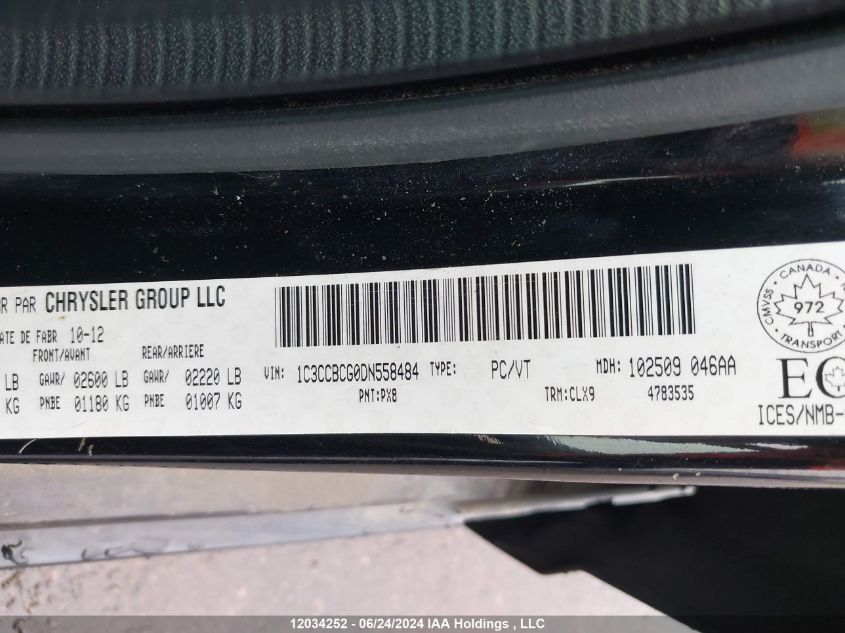 PAR CHRYSLER GROUP LLC
DE FABR 10-12
FRONT/AVANT REAR/ARRIERE
LB GAWR/ 02600 LB GAWR/ 02220 LB
KG PNBE 01180 KG PNBE 01007 KG
VIN: 1C3CCBCG0DN558484 TYPE: PC/VT MDH: 102509 046AA
PNT:PX8 TRM:CLX9 4783535
CMVSS CANADA
972
TRANSPORT
ICES/NMB-
12034252 - 06/24/2024 IAA Holdings , LLC